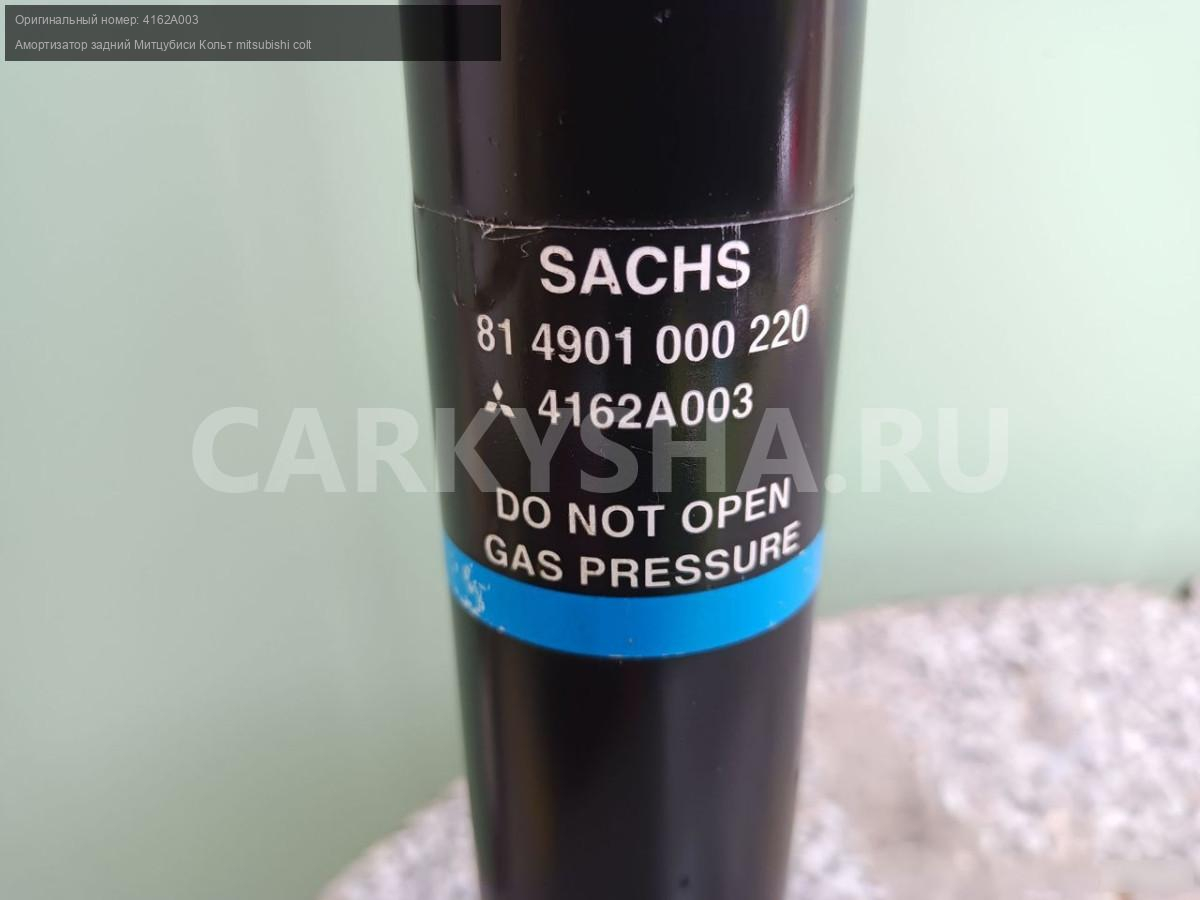 Оригинальный номер: 4162A003
Амортизатор задний Митцубиси Кольт mitsubishi colt
SACHS
81 4901 000 220
4162A003
CARKYSHA.RU
DO NOT OPEN
GAS PRESSURE